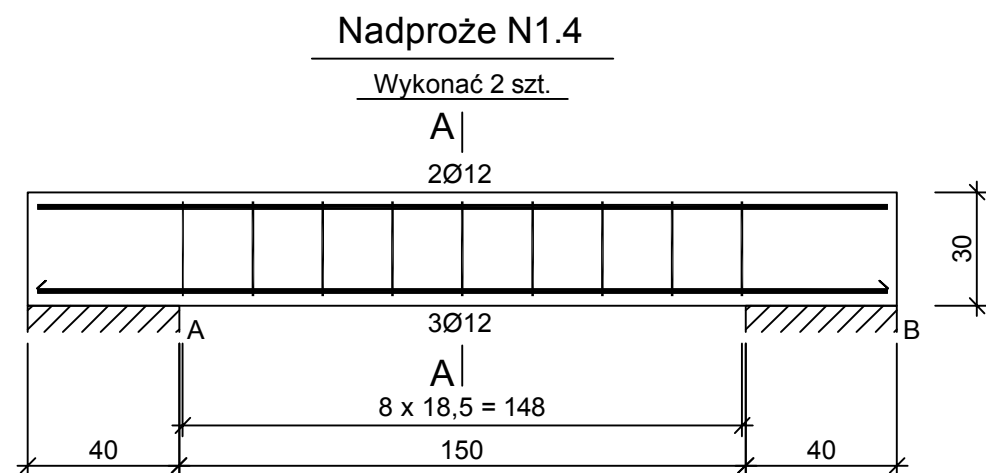 Nadproże N1.4
Wykonać 2 szt.
A
2Ø12
30
A
3Ø12
B
A
8 x 18,5 = 148
40
150
40